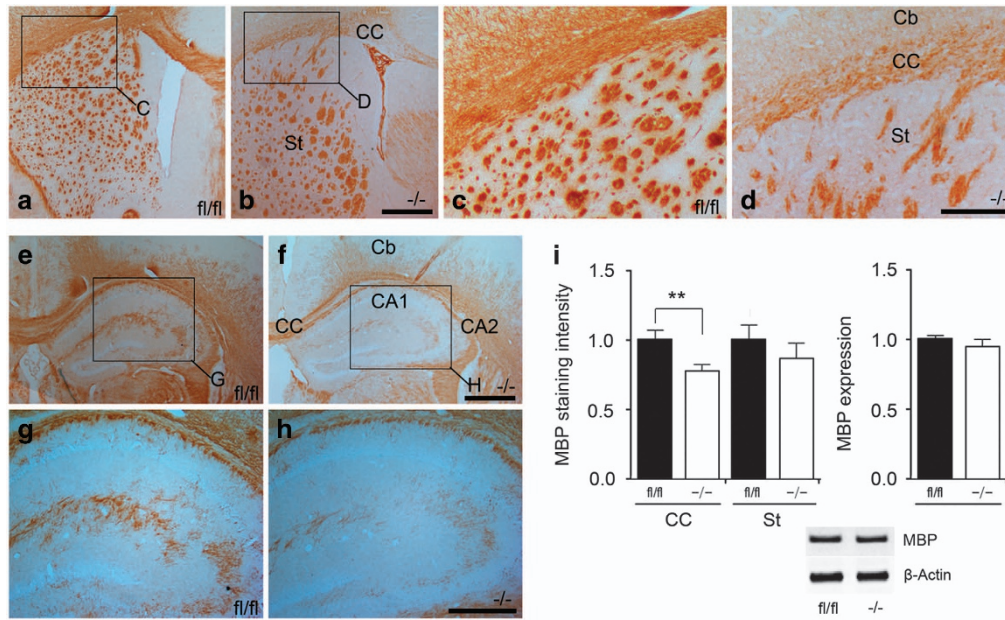 a
C
fl/fl
b
CC
D
St
-/-
c
fl/fl
d
Cb
CC
St
-/-
e
G
fl/fl
f
Cb
CA1
CC
CA2
H
-/-
g
fl/fl
h
-/-
i
MBP staining intensity
1.5
1.0
0.5
0.0
**
fl/fl -/- fl/fl -/-
CC St
MBP expression
1.5
1.0
0.5
0.0
fl/fl -/-
MBP
β-Actin
fl/fl -/-